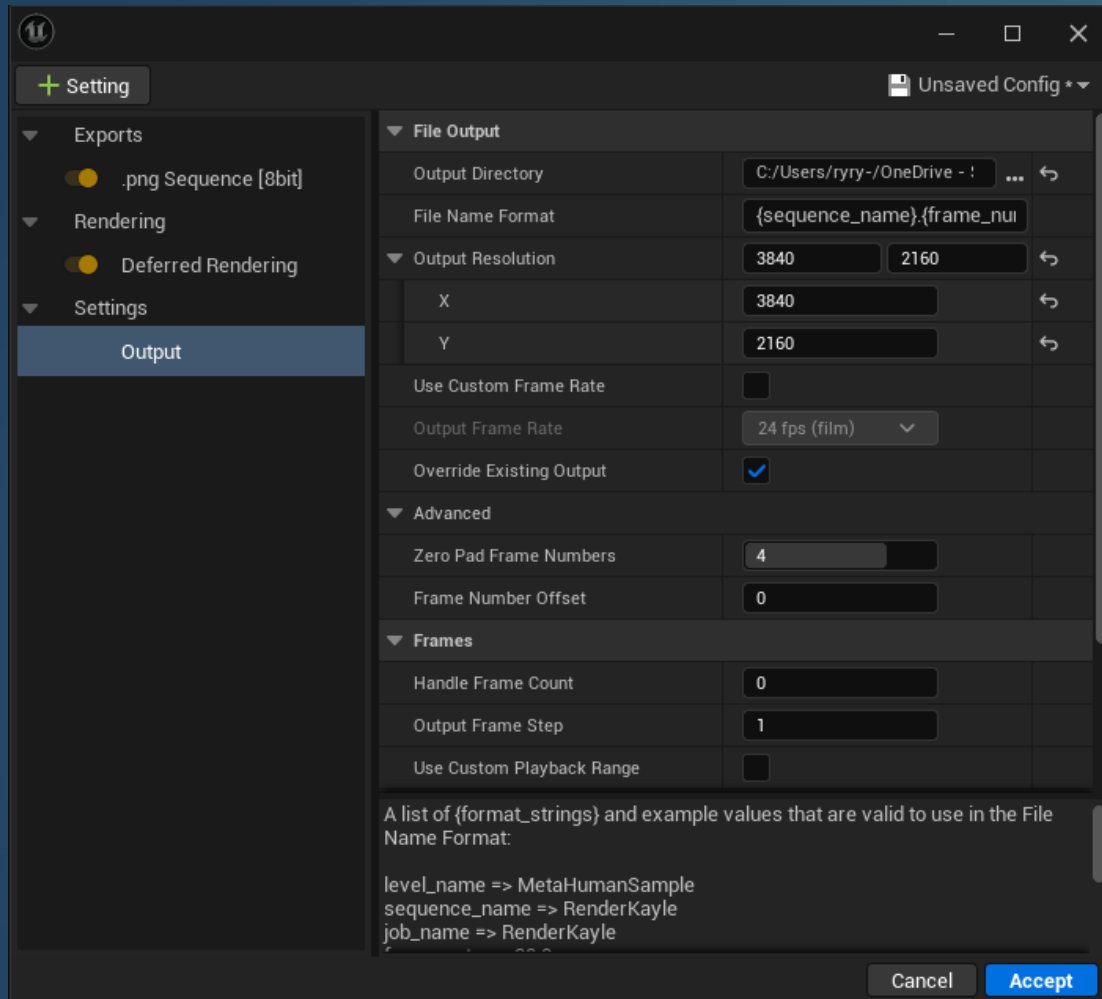 Setting
Unsaved Config *
Exports
.png Sequence [8bit]
Rendering
Deferred Rendering
Settings
Output
File Output
Output Directory C:/Users/ryry-/OneDrive - ...
File Name Format {sequence_name}.{frame_nu
Output Resolution 3840 2160
X 3840
Y 2160
Use Custom Frame Rate
Output Frame Rate 24 fps (film)
Override Existing Output
Advanced
Zero Pad Frame Numbers 4
Frame Number Offset 0
Frames
Handle Frame Count 0
Output Frame Step 1
Use Custom Playback Range
A list of {format_strings} and example values that are valid to use in the File
Name Format:
level_name => MetaHumanSample
sequence_name => RenderKayle
job_name => RenderKayle
Cancel Accept